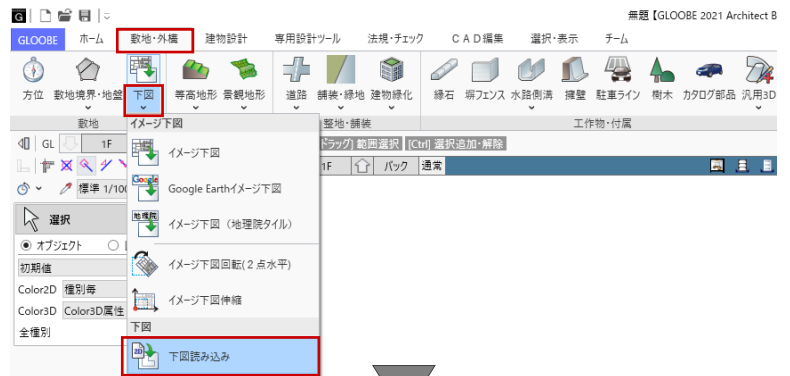 無題【GLOOBE 2021 Architect B
GLOOBE ホーム 敷地・外構 建物設計 専用設計ツール 法規・チェック CAD編集 選択・表示 チーム
方位 敷地境界・地盤 下図 等高地形 景観地形 道路 舗装・緑地 建物緑化 縁石 塀フェンス 水路側溝 擁壁 駐車ライン 樹木 カタログ部品 汎用3D
敷地 整地・舗装 工作物・付属
イメージ下図
GL 1F ドラッグ] 範囲選択 [Ctrl] 選択追加・解除
イメージ下図
1F バック 通常
標準 1/100
Google
Google Earthイメージ下図
選択
地理院
イメージ下図（地理院タイル）
オブジェクト
初期値
イメージ下図回転(２点水平)
Color2D 種別毎
イメージ下図伸縮
Color3D Color3D属性
下図
全種別
2D
下図読み込み